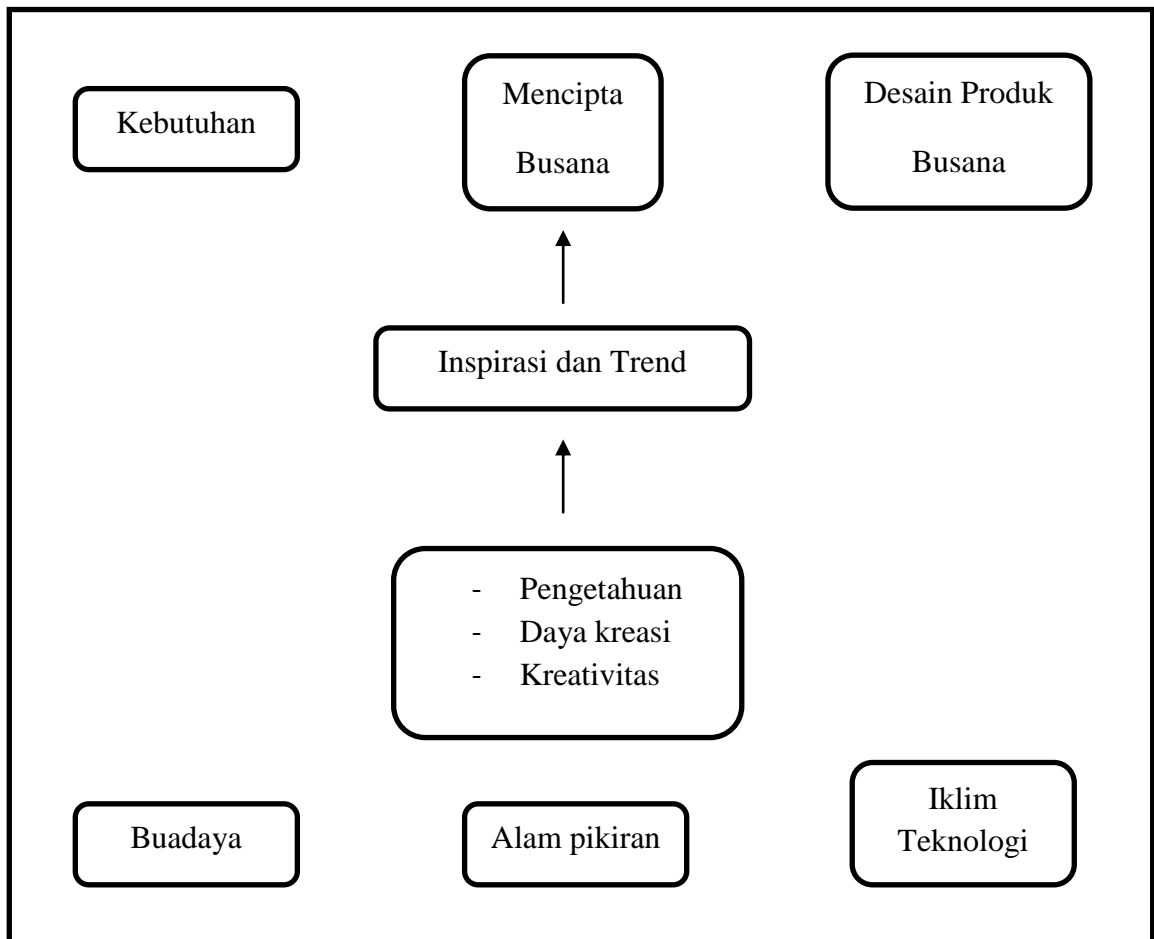 Kebutuhan
Mencipta
Busana
Desain Produk
Busana
Inspirasi dan Trend
- Pengetahuan
- Daya kreasi
- Kreativitas
Buadaya
Alam pikiran
Iklim
Teknologi